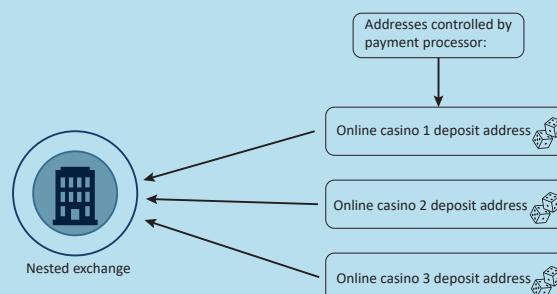 Addresses controlled by
payment processor:
Online casino 1 deposit address
Online casino 2 deposit address
Online casino 3 deposit address
Nested exchange